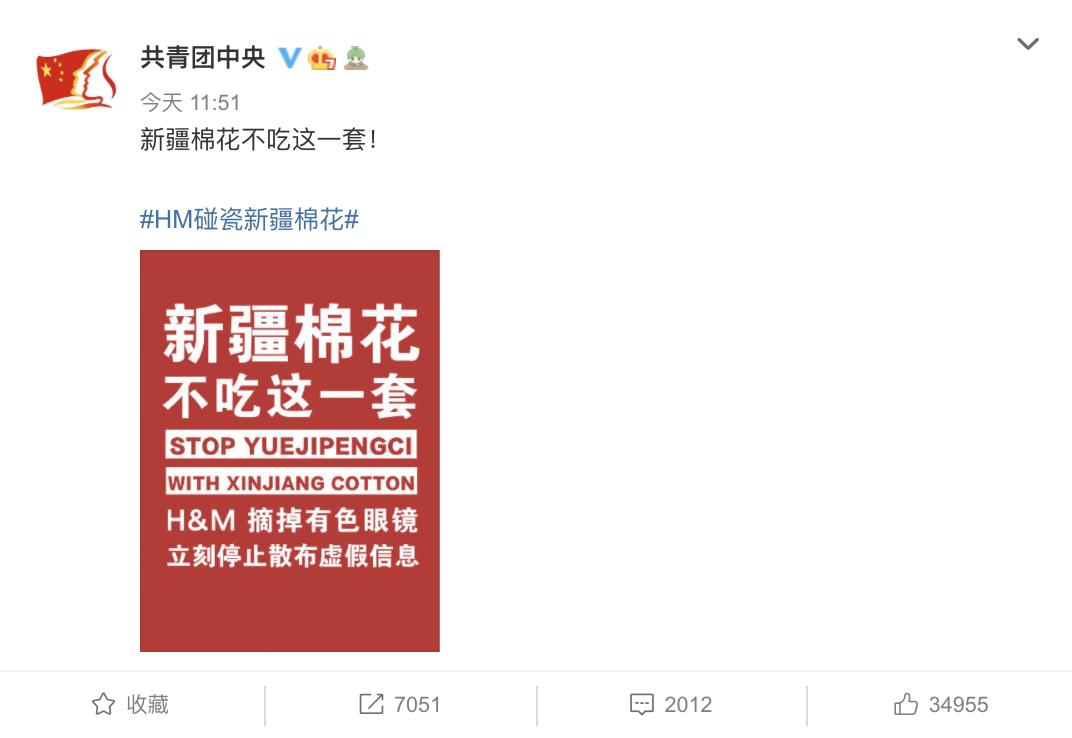 共青团中央
今天 11:51
新疆棉花不吃这一套！
#HM碰瓷新疆棉花#
新疆棉花
不吃这一套
STOP YUEJIPENGCI
WITH XINJIANG COTTON
H&M 摘掉有色眼镜
立刻停止散布虚假信息
收藏 7051 2012 34955